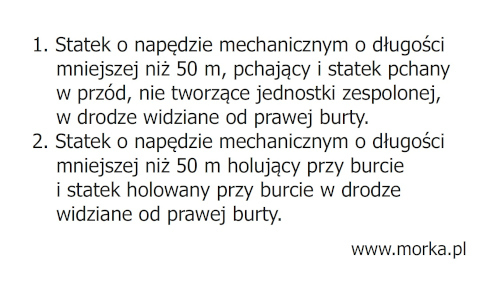 1. Statek o napędzie mechanicznym o długości
mniejszej niż 50 m, pchający i statek pchany
w przód, nie tworzące jednostki zespolonej,
w drodze widziane od prawej burty.
2. Statek o napędzie mechanicznym o długości
mniejszej niż 50 m holujący przy burcie
i statek holowany przy burcie w drodze
widziane od prawej burty.
www.morka.pl